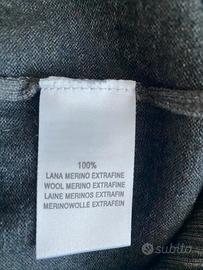 100%
LANA MERINO EXTRAFINE
WOOL MERINO EXTRAFINE
LAINE MERINOS EXTRAFIN
MERINOWOLLE EXTRAFEIN
subito